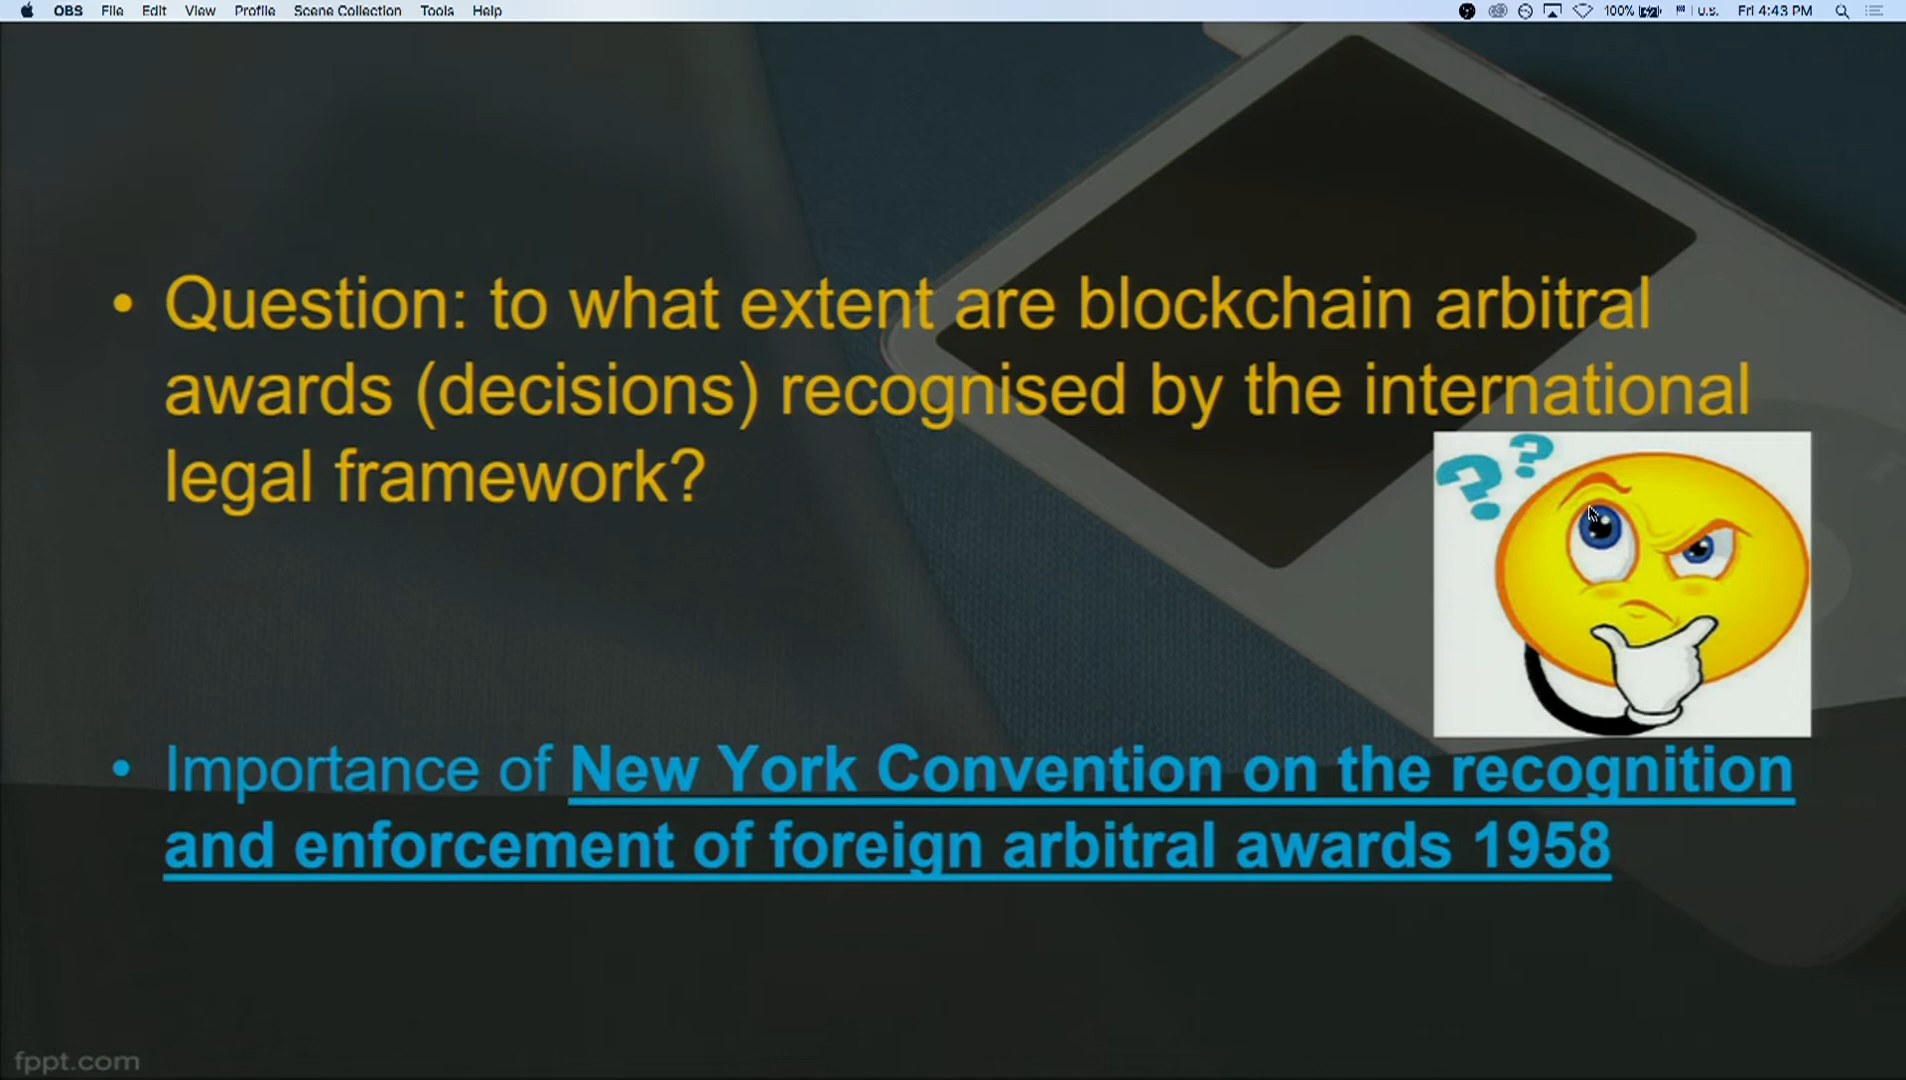 OBS File Edit View Profile Scene Collection Tools Help 100% U.S. Fri 4:43 PM
• Question: to what extent are blockchain arbitral
awards (decisions) recognised by the international
legal framework?
? ?
• Importance of New York Convention on the recognition
and enforcement of foreign arbitral awards 1958
fppt.com